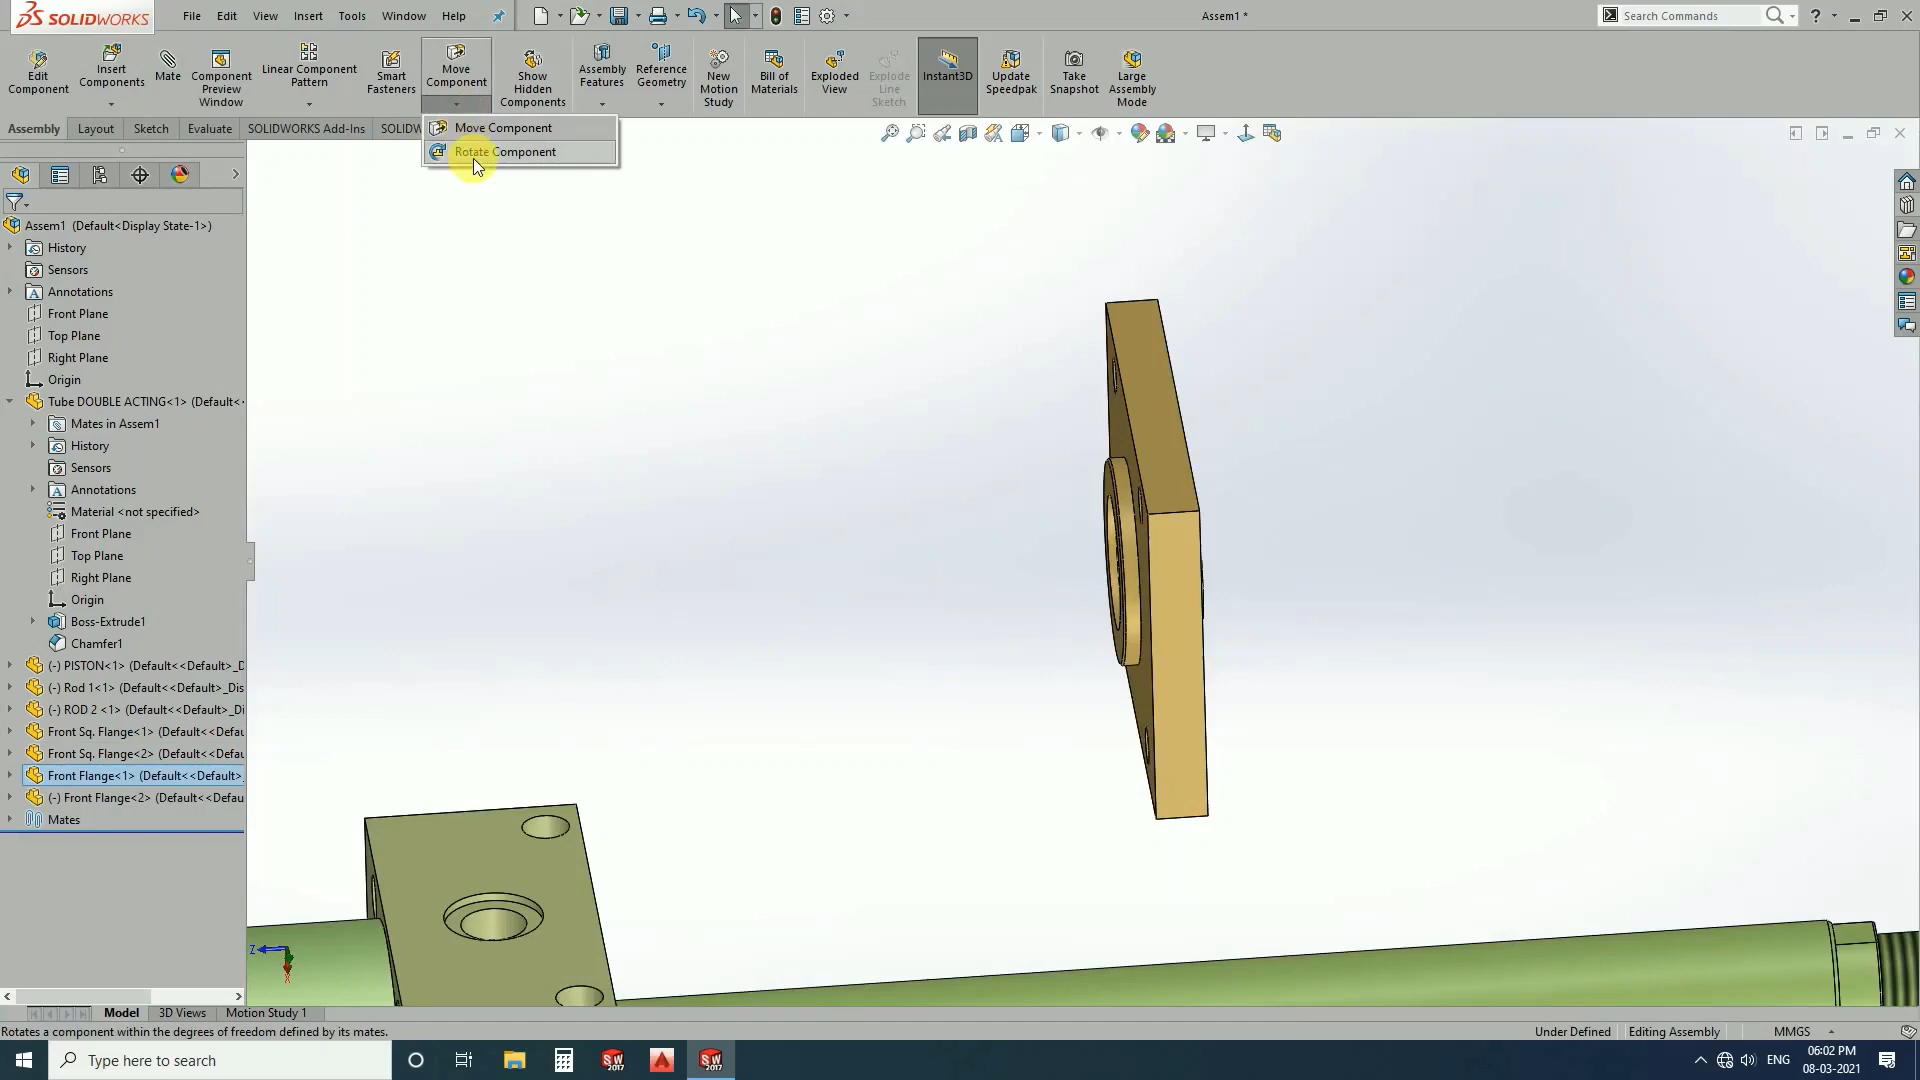 SOLIDWORKS
File Edit View Insert Tools Window Help
Assem1 *
Search Commands
Edit Component
Insert Components
Mate
Component Preview Window
Linear Component Pattern
Smart Fasteners
Move Component
Show Hidden Components
Assembly Features
Reference Geometry
New Motion Study
Bill of Materials
Exploded View
Explode Line Sketch
Instant3D
Update Speedpak
Take Snapshot
Large Assembly Mode
Assembly Layout Sketch Evaluate SOLIDWORKS Add-Ins SOLIDW
Move Component
Rotate Component
Assem1 (Default<Display State-1>)
History
Sensors
Annotations
Front Plane
Top Plane
Right Plane
Origin
Tube DOUBLE ACTING<1> (Default<
Mates in Assem1
History
Sensors
Annotations
Material <not specified>
Front Plane
Top Plane
Right Plane
Origin
Boss-Extrude1
Chamfer1
(-) PISTON<1> (Default<<Default>_D
(-) Rod 1<1> (Default<<Default>_Dis
(-) ROD 2 <1> (Default<<Default>_Di
Front Sq. Flange<1> (Default<<Defau
Front Sq. Flange<2> (Default<<Defau
Front Flange<1> (Default<<Default>_
(-) Front Flange<2> (Default<<Defau
Mates
Z
X
Model 3D Views Motion Study 1
Rotates a component within the degrees of freedom defined by its mates.
Under Defined Editing Assembly MMGS
Type here to search
SW 2017
SW 2017
ENG
06:02 PM
08-03-2021